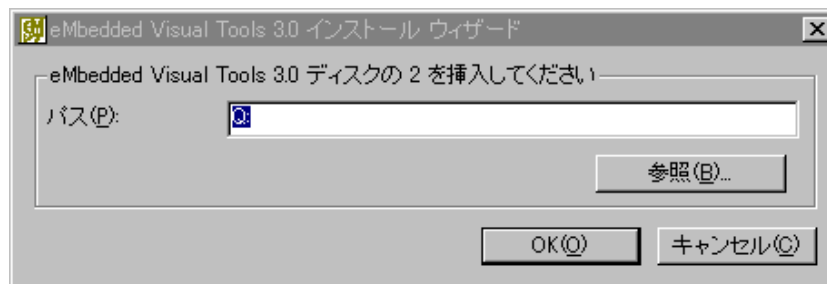 eMbedded Visual Tools 3.0 インストール ウィザード
eMbedded Visual Tools 3.0 ディスクの 2 を挿入してください
パス(P):
Q:
参照(B)...
OK(O) キャンセル(C)